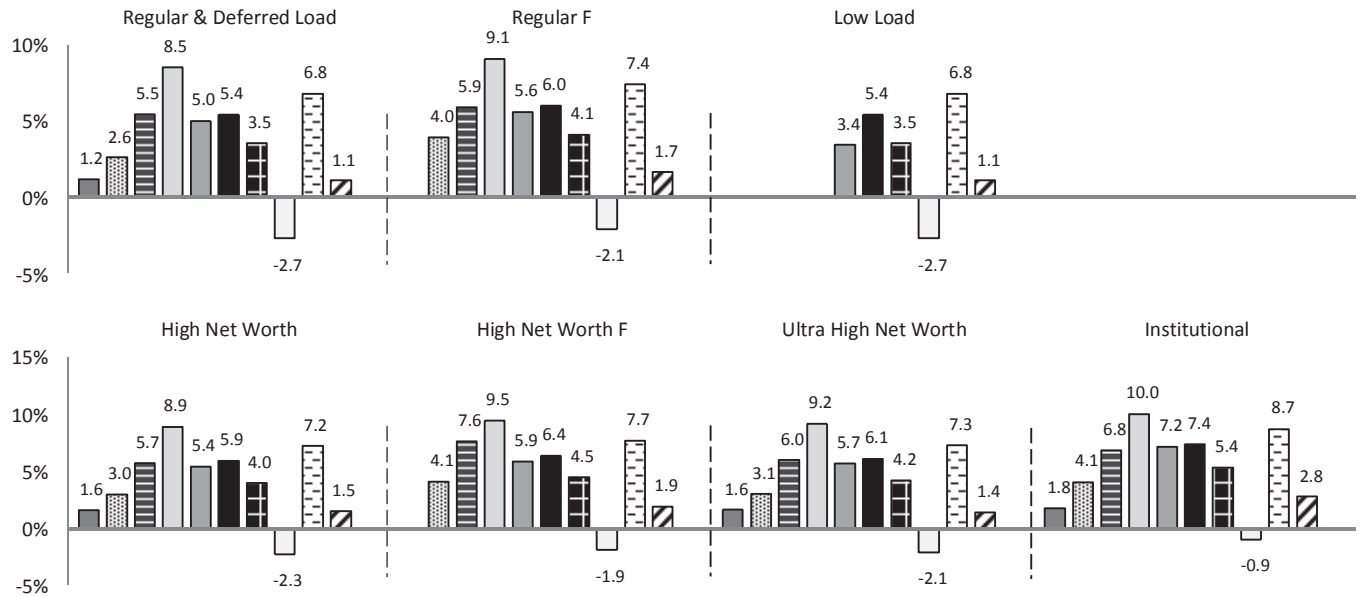 Regular & Deferred Load Regular F Low Load
10%
5%
0%
-5%
1.2 2.6 5.5 8.5 5.0 5.4 3.5 -2.7 6.8 1.1
4.0 5.9 9.1 5.6 6.0 4.1 -2.1 7.4 1.7
3.4 5.4 3.5 -2.7 6.8 1.1
High Net Worth High Net Worth F Ultra High Net Worth Institutional
15%
10%
5%
0%
-5%
1.6 3.0 5.7 8.9 5.4 5.9 4.0 -2.3 7.2 1.5
4.1 7.6 9.5 5.9 6.4 4.5 -1.9 7.7 1.9
1.6 3.1 6.0 9.2 5.7 6.1 4.2 -2.1 7.3 1.4
1.8 4.1 6.8 10.0 7.2 7.4 5.4 -0.9 8.7 2.8